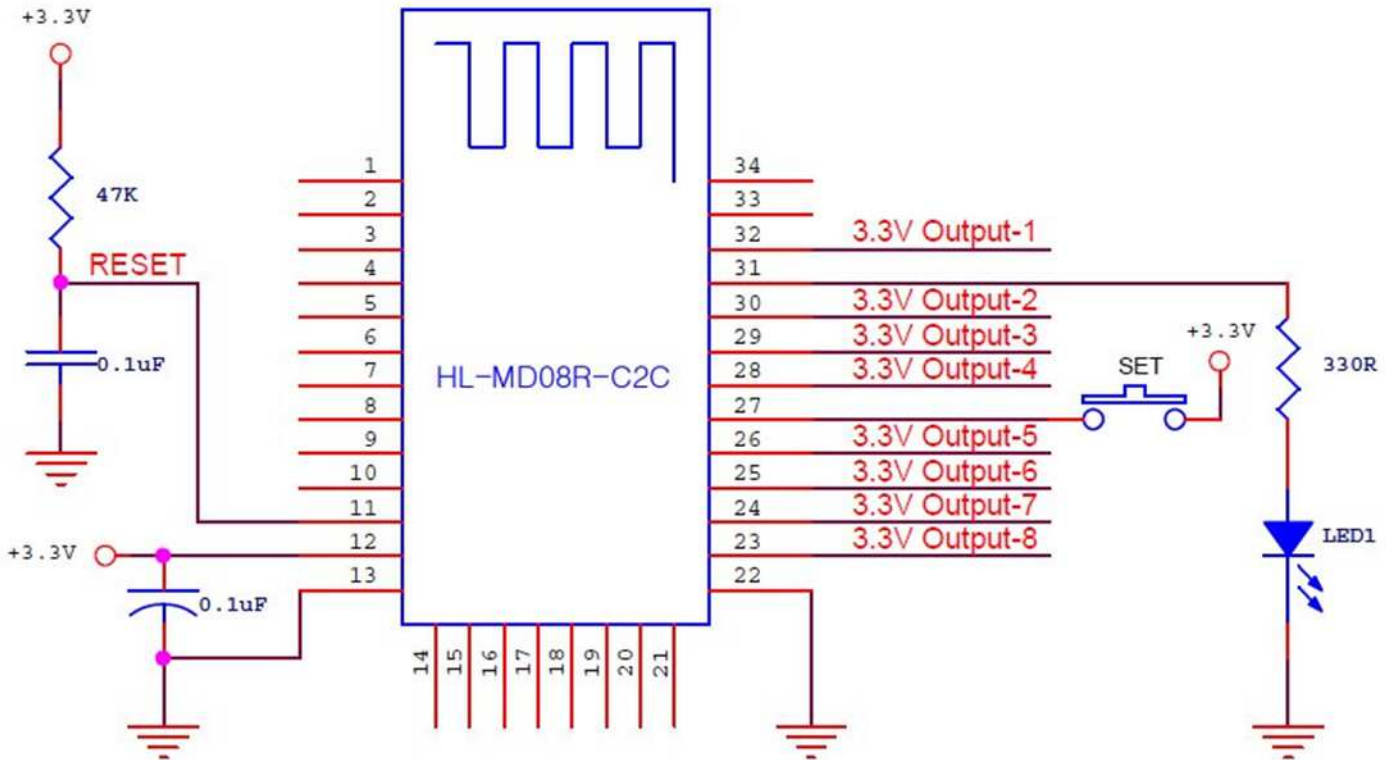 +3.3V
47K
RESET
0.1uF
+3.3V
0.1uF
1
2
3
4
5
6
7
8
9
10
11
12
13
HL-MD08R-C2C
14
15
16
17
18
19
20
21
34
33
32 3.3V Output-1
31
30 3.3V Output-2
29 3.3V Output-3
28 3.3V Output-4
27
26 3.3V Output-5
25 3.3V Output-6
24 3.3V Output-7
23 3.3V Output-8
22
SET
+3.3V
330R
LED1